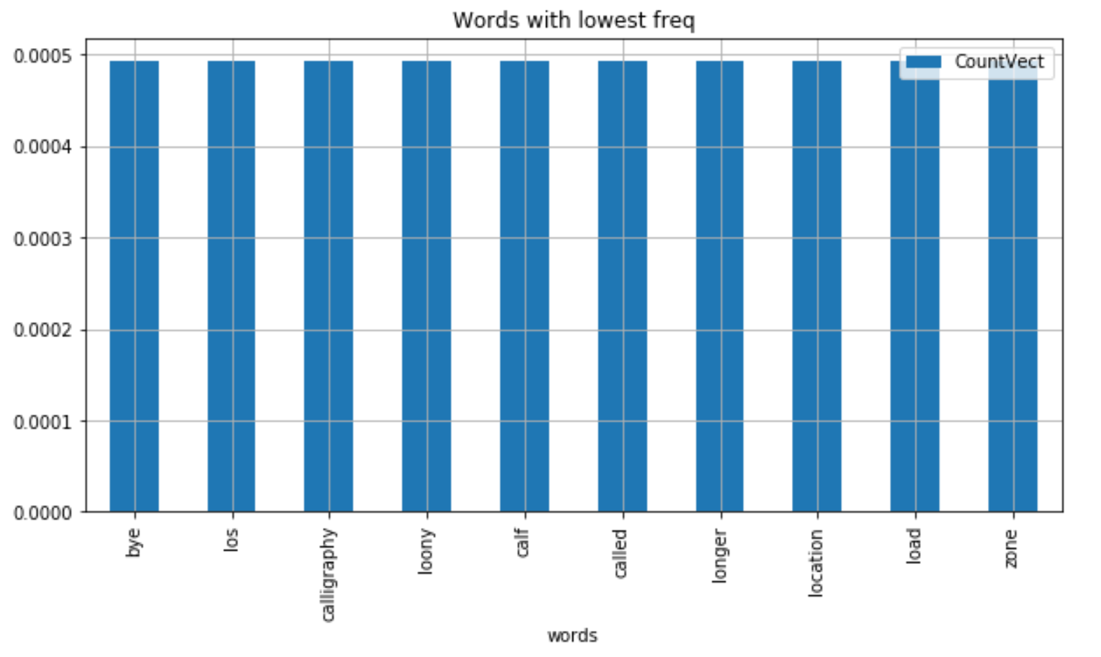 Words with lowest freq
CountVect
0.0005
0.0004
0.0003
0.0002
0.0001
0.0000
bye
los
calligraphy
loony
calf
called
longer
location
load
zone
words